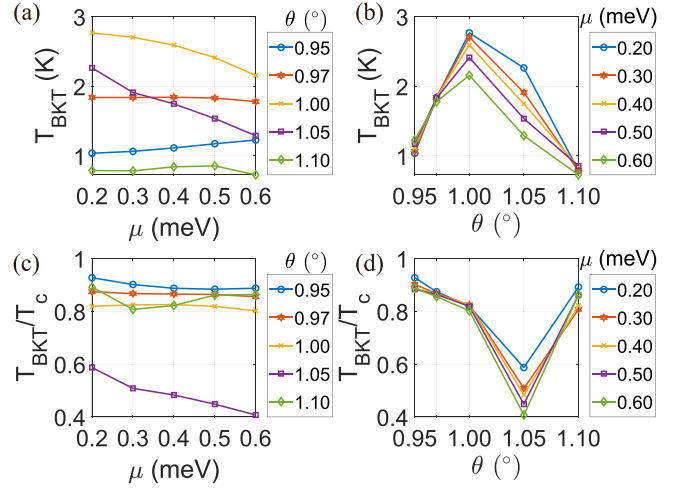 (a)
3
2
1
T_BKT (K)
0.2 0.3 0.4 0.5 0.6
μ (meV)
θ (°)
0.95
0.97
1.00
1.05
1.10
(b)
3
2
1
T_BKT (K)
0.95 1.00 1.05 1.10
θ (°)
μ (meV)
0.20
0.30
0.40
0.50
0.60
(c)
1
0.8
0.6
0.4
T_BKT/T_c
0.2 0.3 0.4 0.5 0.6
μ (meV)
θ (°)
0.95
0.97
1.00
1.05
1.10
(d)
1
0.8
0.6
0.4
T_BKT/T_c
0.95 1.00 1.05 1.10
θ (°)
μ (meV)
0.20
0.30
0.40
0.50
0.60